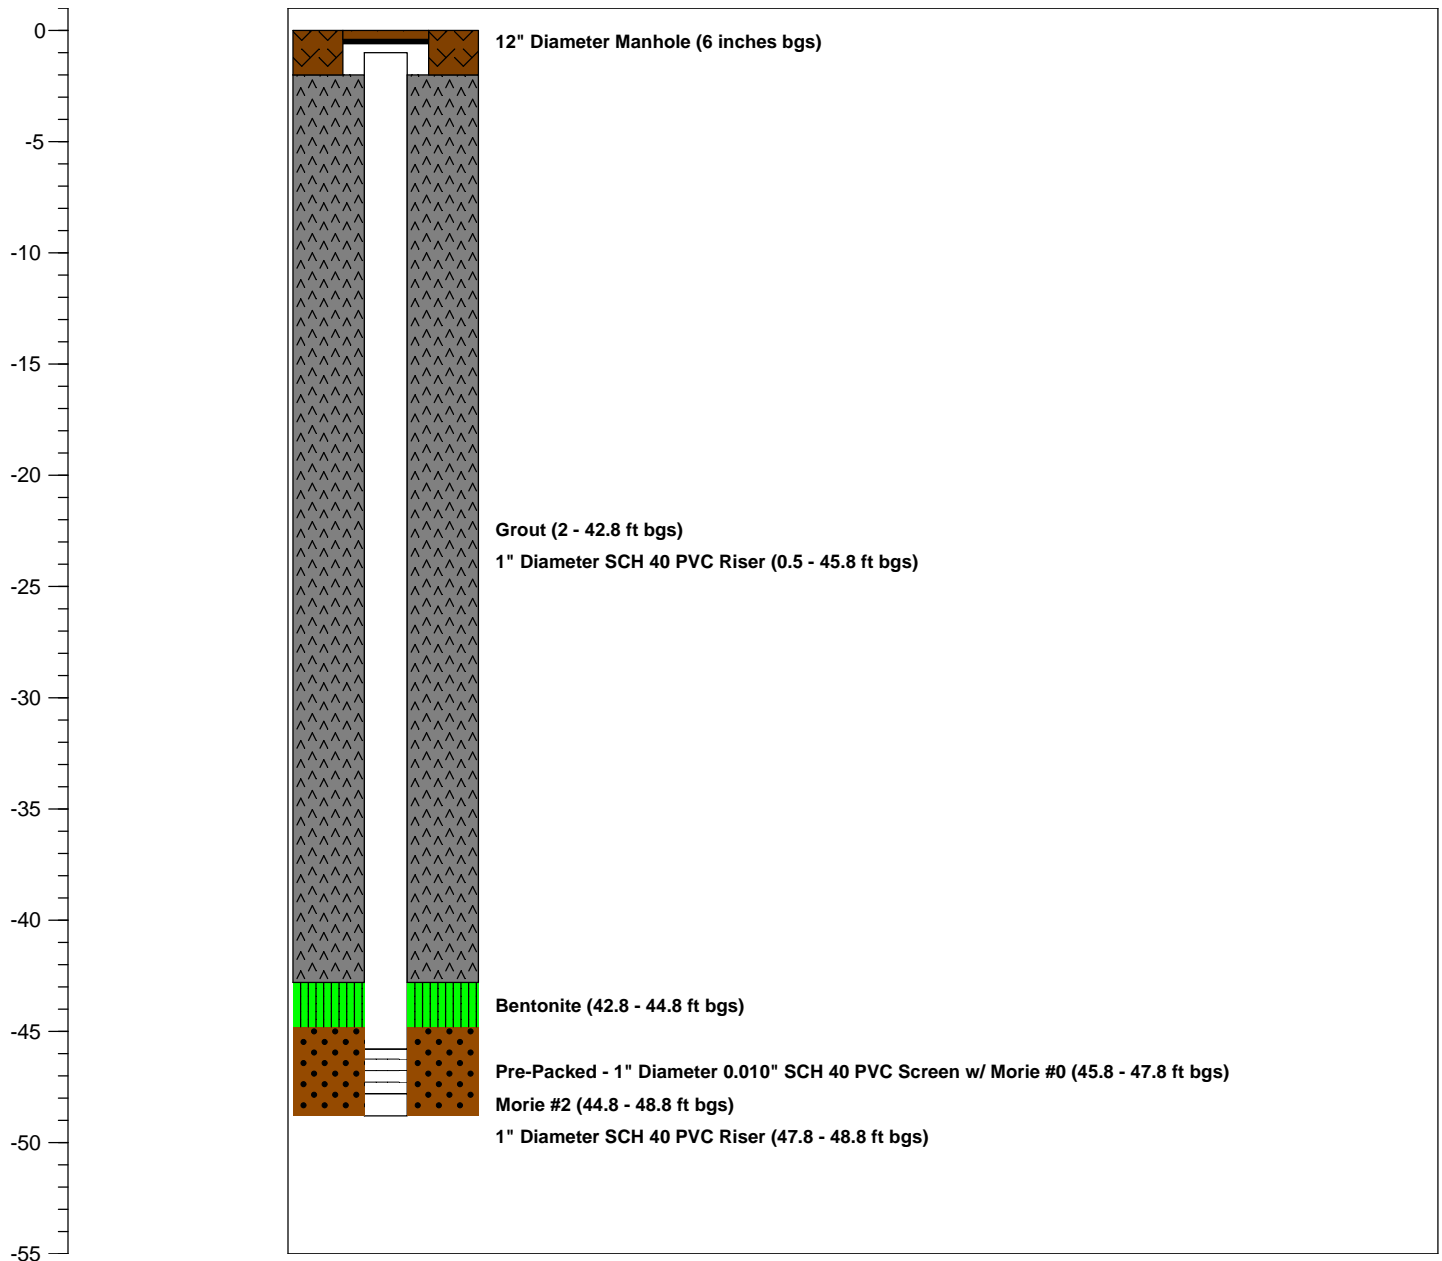 0
12" Diameter Manhole (6 inches bgs)
-5
-10
-15
-20
Grout (2 - 42.8 ft bgs)
1" Diameter SCH 40 PVC Riser (0.5 - 45.8 ft bgs)
-25
-30
-35
-40
Bentonite (42.8 - 44.8 ft bgs)
-45
Pre-Packed - 1" Diameter 0.010" SCH 40 PVC Screen w/ Morie #0 (45.8 - 47.8 ft bgs)
Morie #2 (44.8 - 48.8 ft bgs)
1" Diameter SCH 40 PVC Riser (47.8 - 48.8 ft bgs)
-50
-55